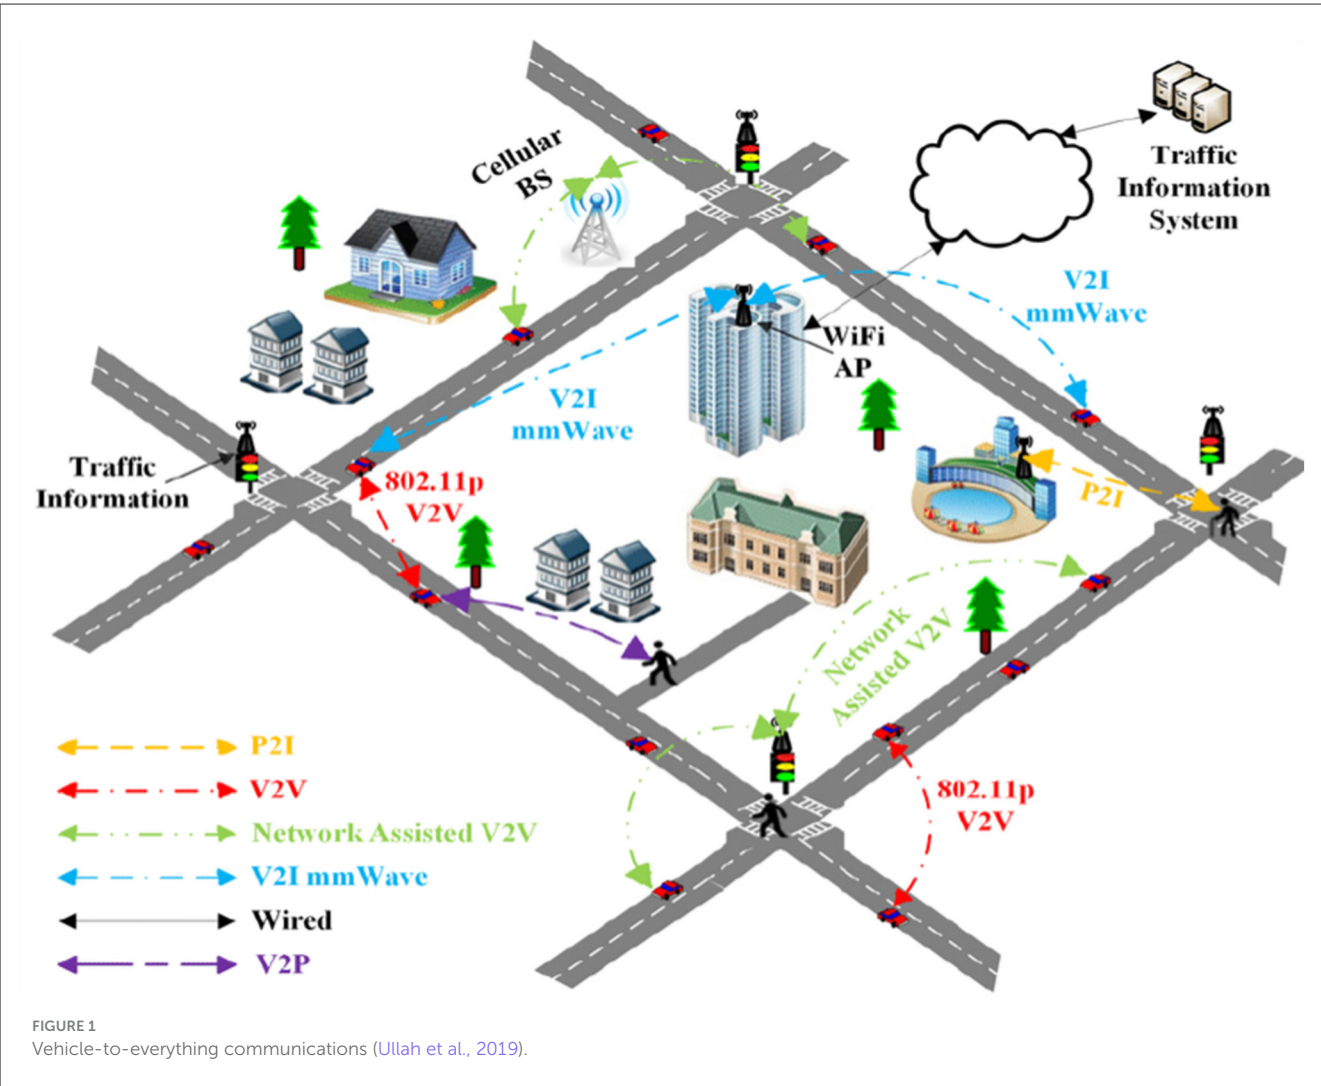 Cellular
BS
Traffic
Information
System
V2I
mmWave
WiFi
AP
V2I
mmWave
Traffic
Information
802.11p
V2V
P2I
Network
Assisted V2V
802.11p
V2V
P2I
V2V
Network Assisted V2V
V2I mmWave
Wired
V2P
FIGURE 1
Vehicle-to-everything communications (Ullah et al., 2019).